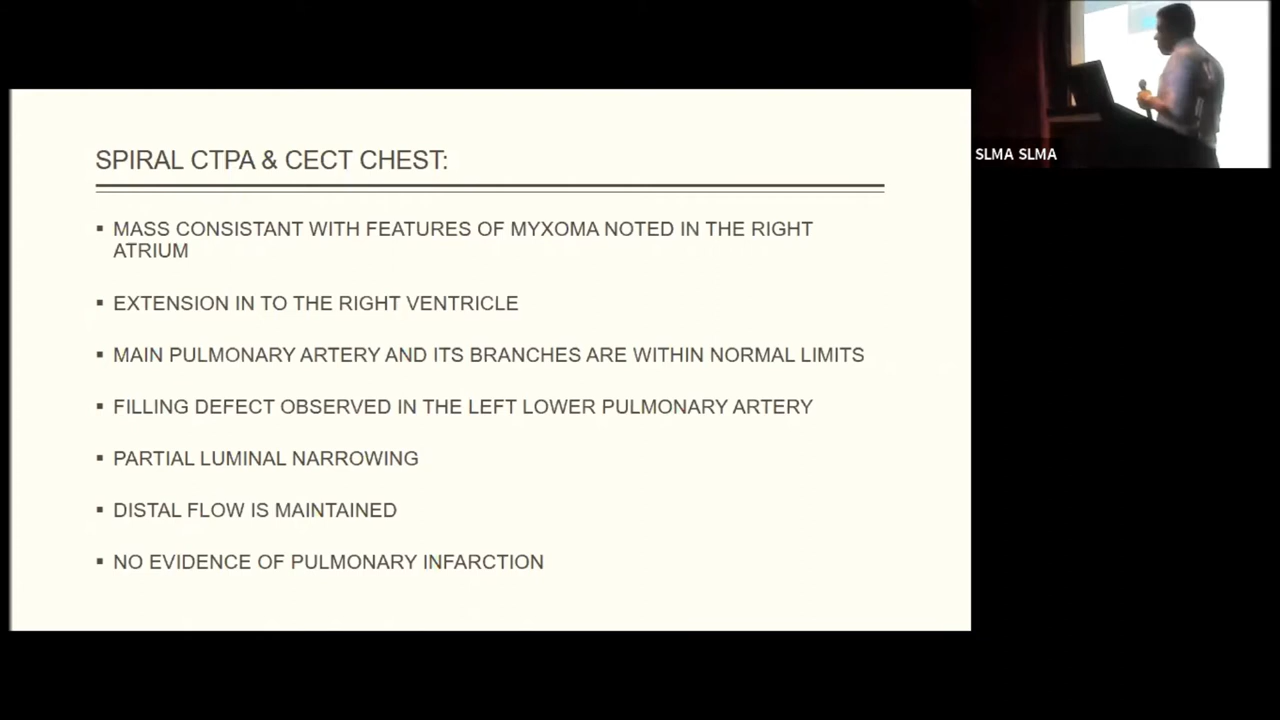 SPIRAL CTPA & CECT CHEST:
▪ MASS CONSISTANT WITH FEATURES OF MYXOMA NOTED IN THE RIGHT
ATRIUM
▪ EXTENSION IN TO THE RIGHT VENTRICLE
▪ MAIN PULMONARY ARTERY AND ITS BRANCHES ARE WITHIN NORMAL LIMITS
▪ FILLING DEFECT OBSERVED IN THE LEFT LOWER PULMONARY ARTERY
▪ PARTIAL LUMINAL NARROWING
▪ DISTAL FLOW IS MAINTAINED
▪ NO EVIDENCE OF PULMONARY INFARCTION
SLMA SLMA